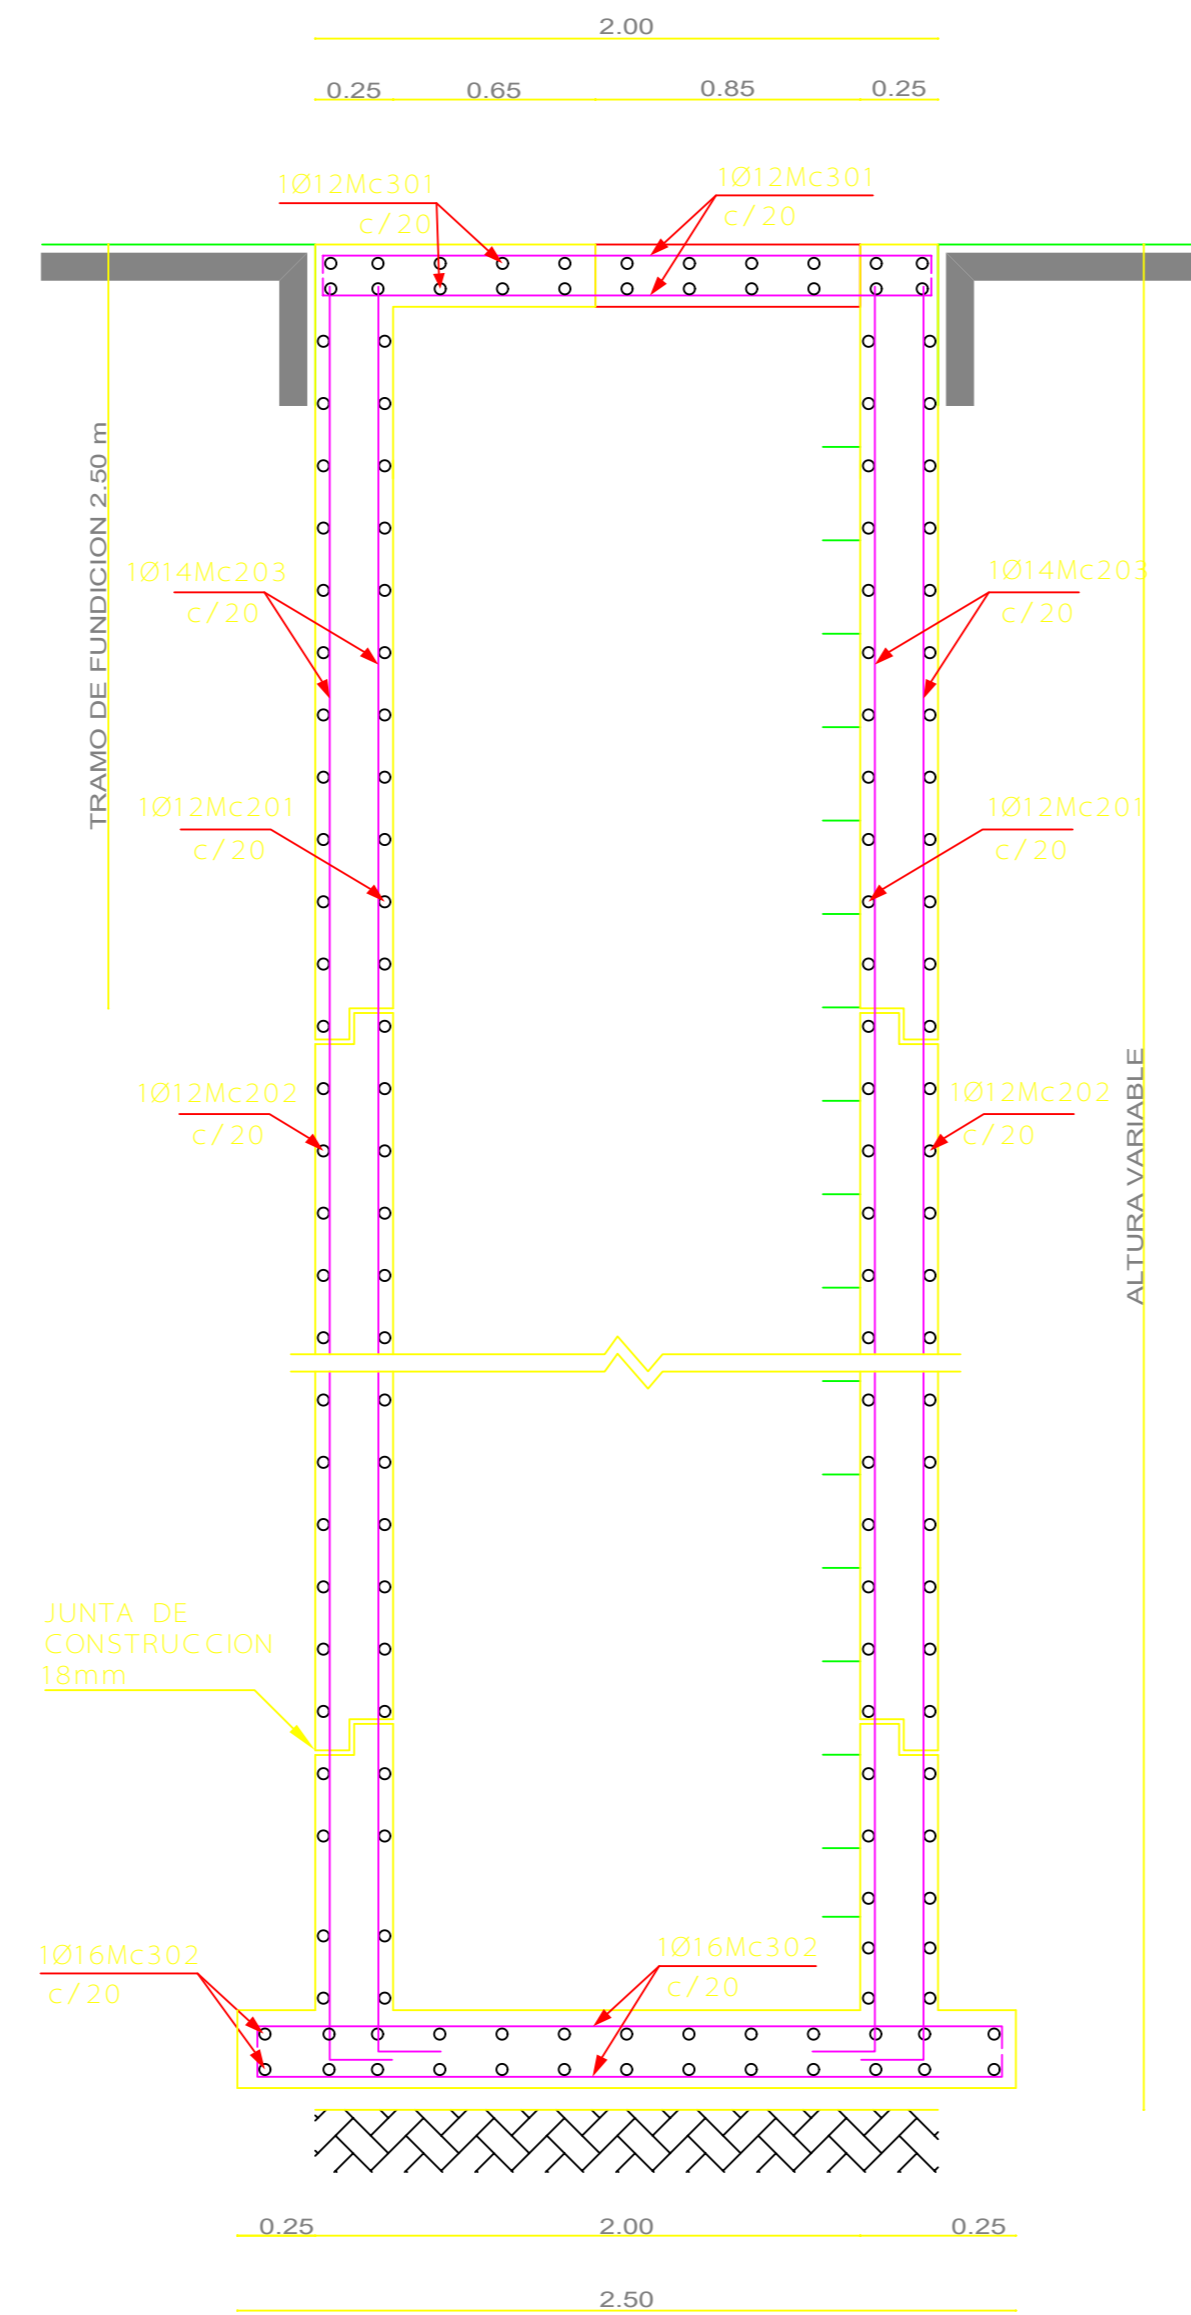 2.00
0.25 0.65 0.85 0.25
1Ø12Mc301
c/20
1Ø12Mc301
c/20
TRAMO DE FUNDICION 2.50 m
1Ø14Mc203
c/20
1Ø14Mc203
c/20
1Ø12Mc201
c/20
1Ø12Mc201
c/20
1Ø12Mc202
c/20
1Ø12Mc202
c/20
ALTURA VARIABLE
JUNTA DE
CONSTRUCCION
18mm
1Ø16Mc302
c/20
1Ø16Mc302
c/20
0.25 2.00 0.25
2.50